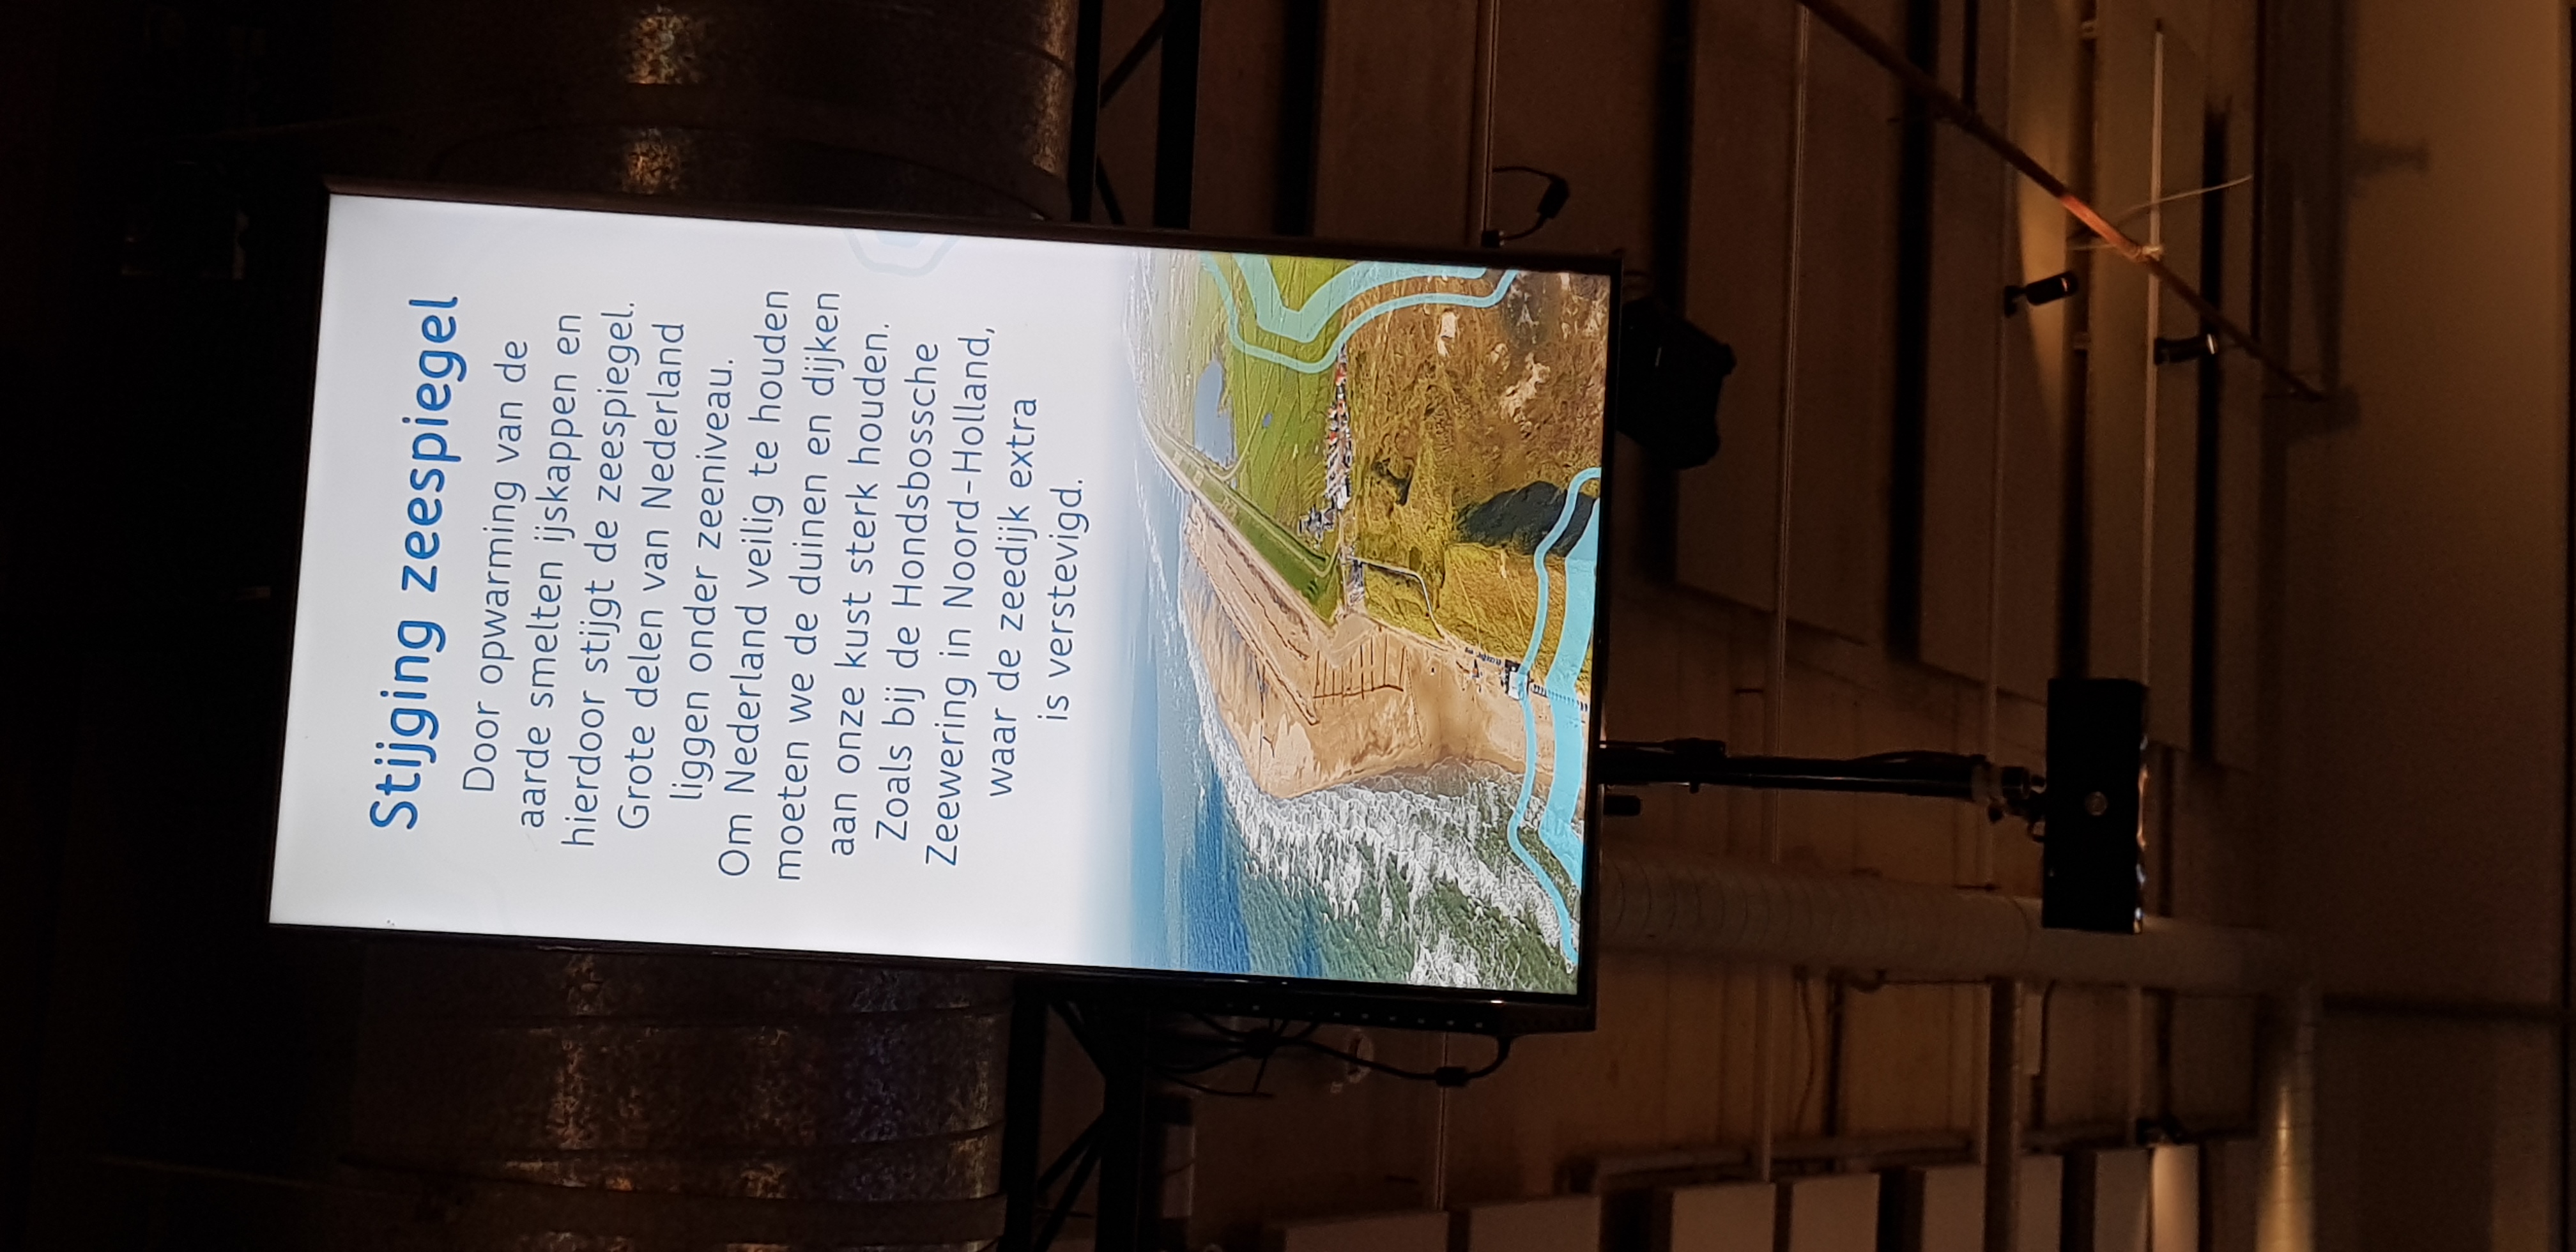 Stijging zeespiegel
Door opwarming van de
aarde smelten ijskappen en
hierdoor stijgt de zeespiegel.
Grote delen van Nederland
liggen onder zeeniveau.
Om Nederland veilig te houden
moeten we de duinen en dijken
aan onze kust sterk houden.
Zoals bij de Hondsbossche
Zeewering in Noord-Holland,
waar de zeedijk extra
is verstevigd.